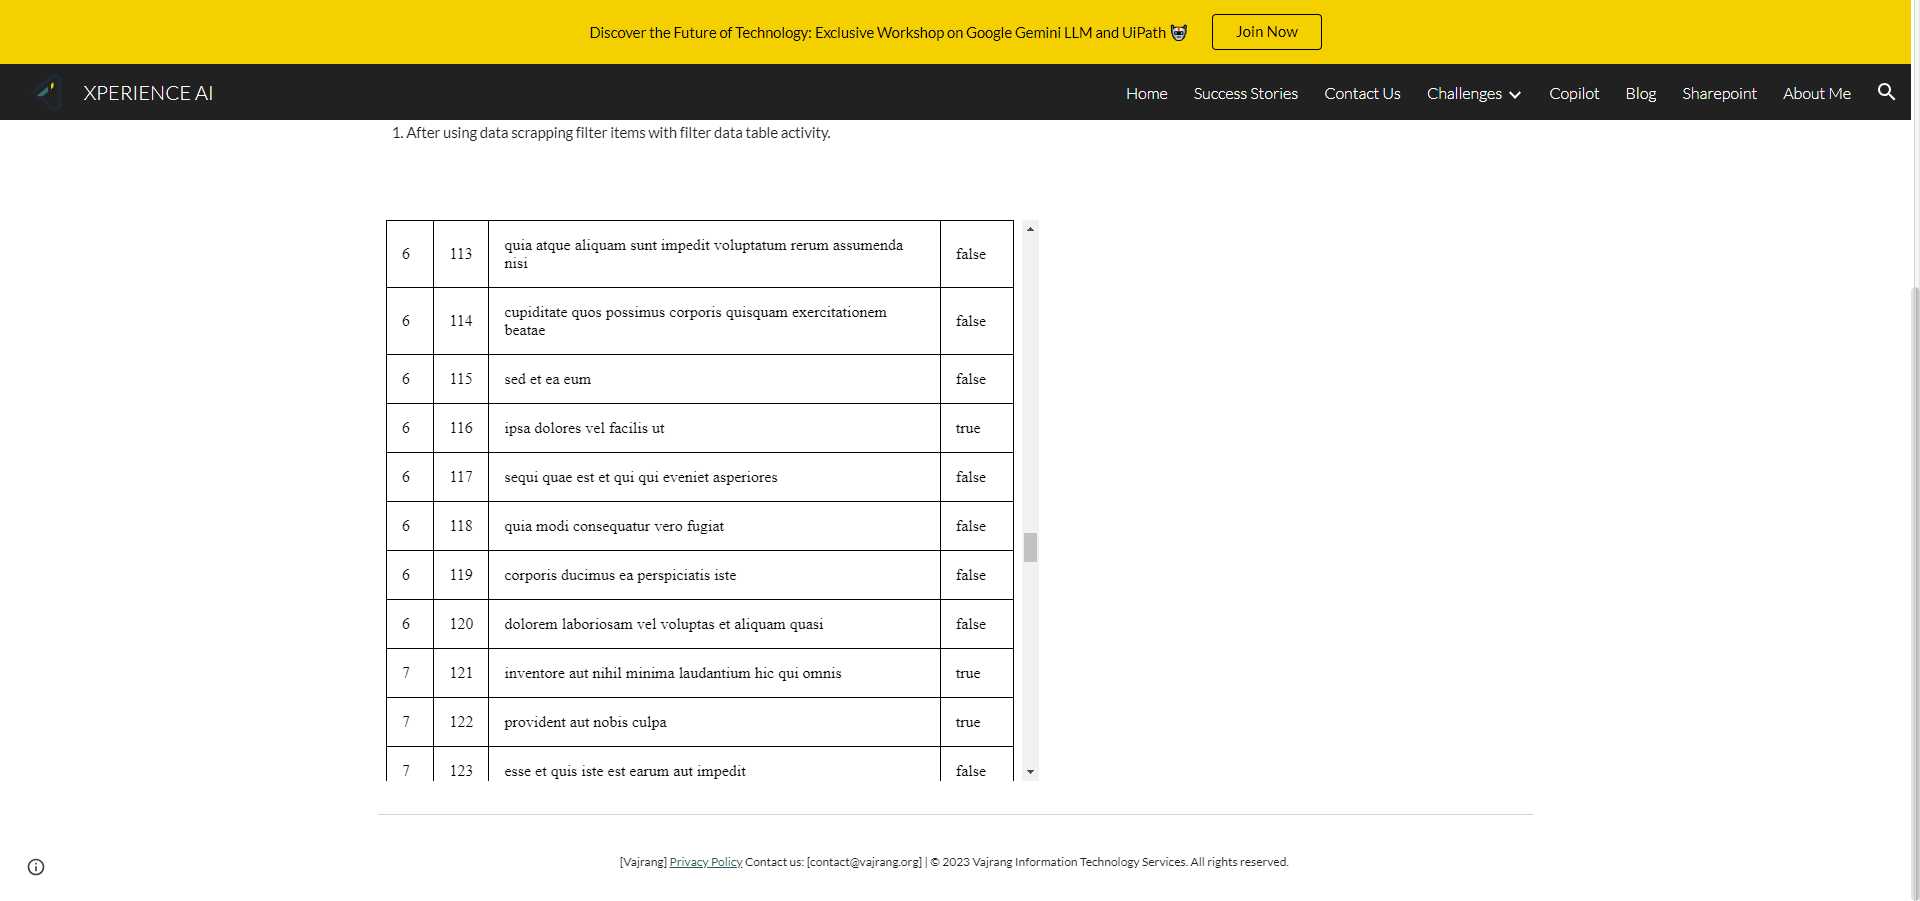 Discover the Future of Technology: Exclusive Workshop on Google Gemini LLM and UiPath
Join Now
XPERIENCE AI
Home Success Stories Contact Us Challenges Copilot Blog Sharepoint About Me
1. After using data scrapping filter items with filter data table activity.
6 113 quia atque aliquam sunt impedit voluptatum rerum assumenda
nisi false
6 114 cupiditate quos possimus corporis quisquam exercitationem
beatae false
6 115 sed et ea eum false
6 116 ipsa dolores vel facilis ut true
6 117 sequi quae est et qui qui eveniet asperiores false
6 118 quia modi consequatur vero fugiat false
6 119 corporis ducimus ea perspiciatis iste false
6 120 dolorem laboriosam vel voluptas et aliquam quasi false
7 121 inventore aut nihil minima laudantium hic qui omnis true
7 122 provident aut nobis culpa true
7 123 esse et quis iste est earum aut impedit false
[Vajrang] Privacy Policy Contact us: [contact@vajrang.org] | © 2023 Vajrang Information Technology Services. All rights reserved.